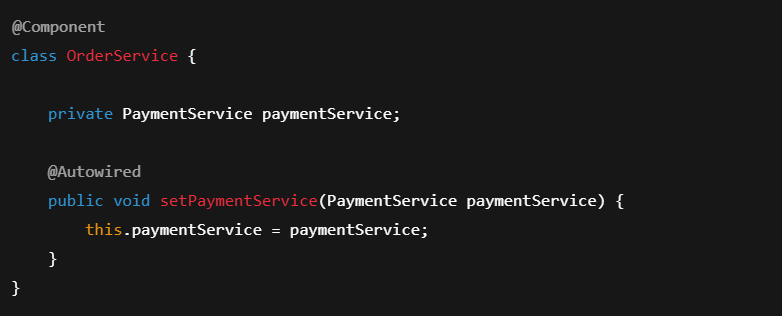 @Component
class OrderService {
    private PaymentService paymentService;
    @Autowired
    public void setPaymentService(PaymentService paymentService) {
        this.paymentService = paymentService;
    }
}